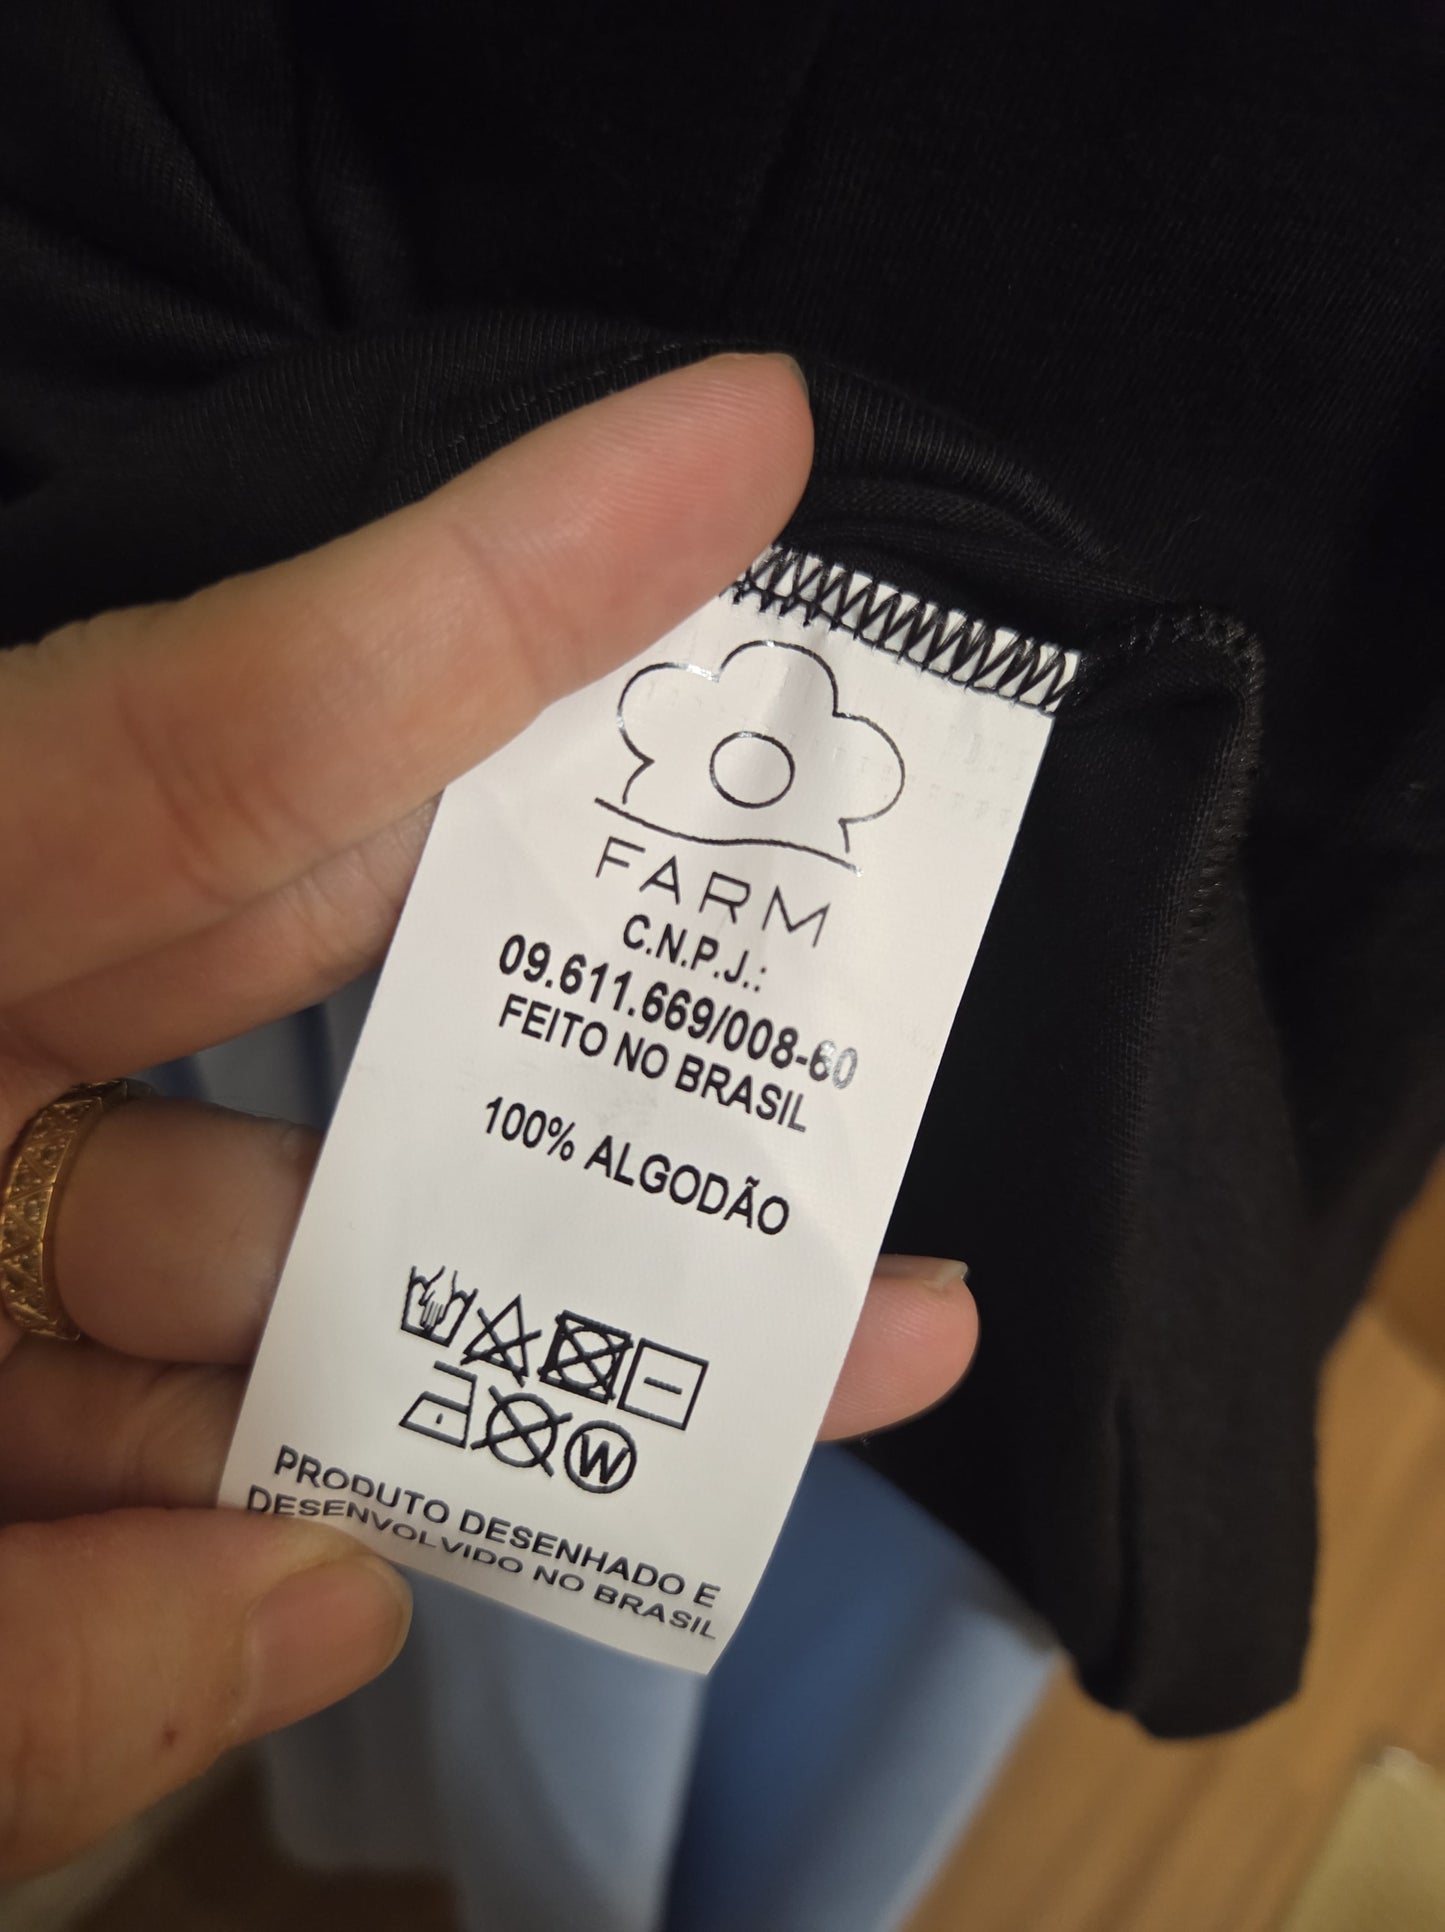 FARM
C.N.P.J.:
09.611.669/008-60
FEITO NO BRASIL
100% ALGODÃO
W
PRODUTO DESENHADO E
DESENVOLVIDO NO BRASIL